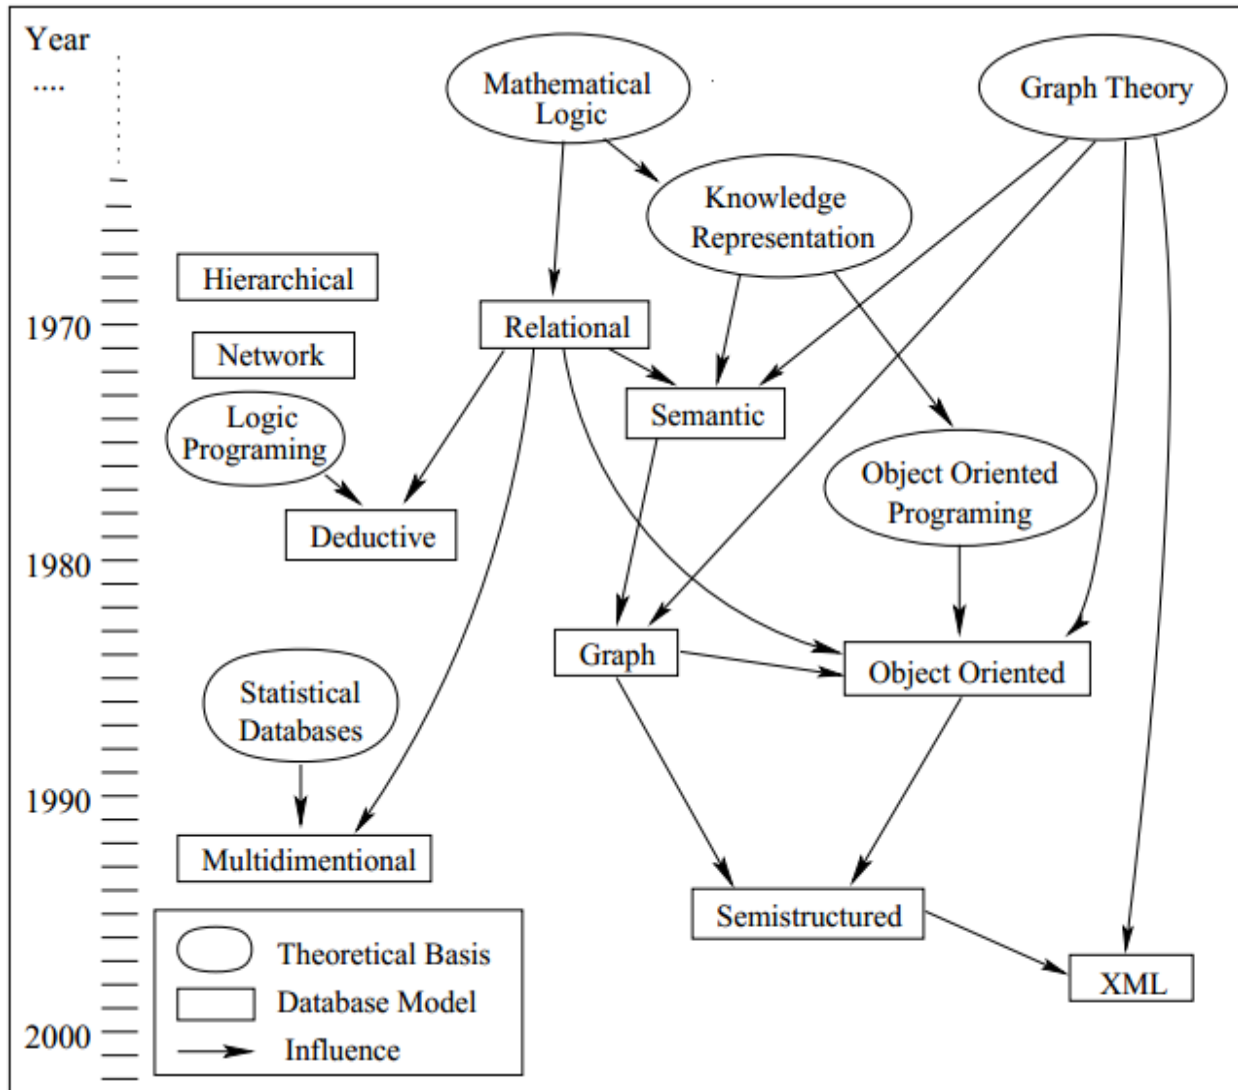 Year
....
Mathematical
Logic
Graph Theory
Knowledge
Representation
Hierarchical
1970
Relational
Network
Semantic
Logic
Programing
Object Oriented
Programing
Deductive
1980
Graph
Object Oriented
Statistical
Databases
1990
Multidimentional
Semistructured
Theoretical Basis
XML
Database Model
2000
Influence